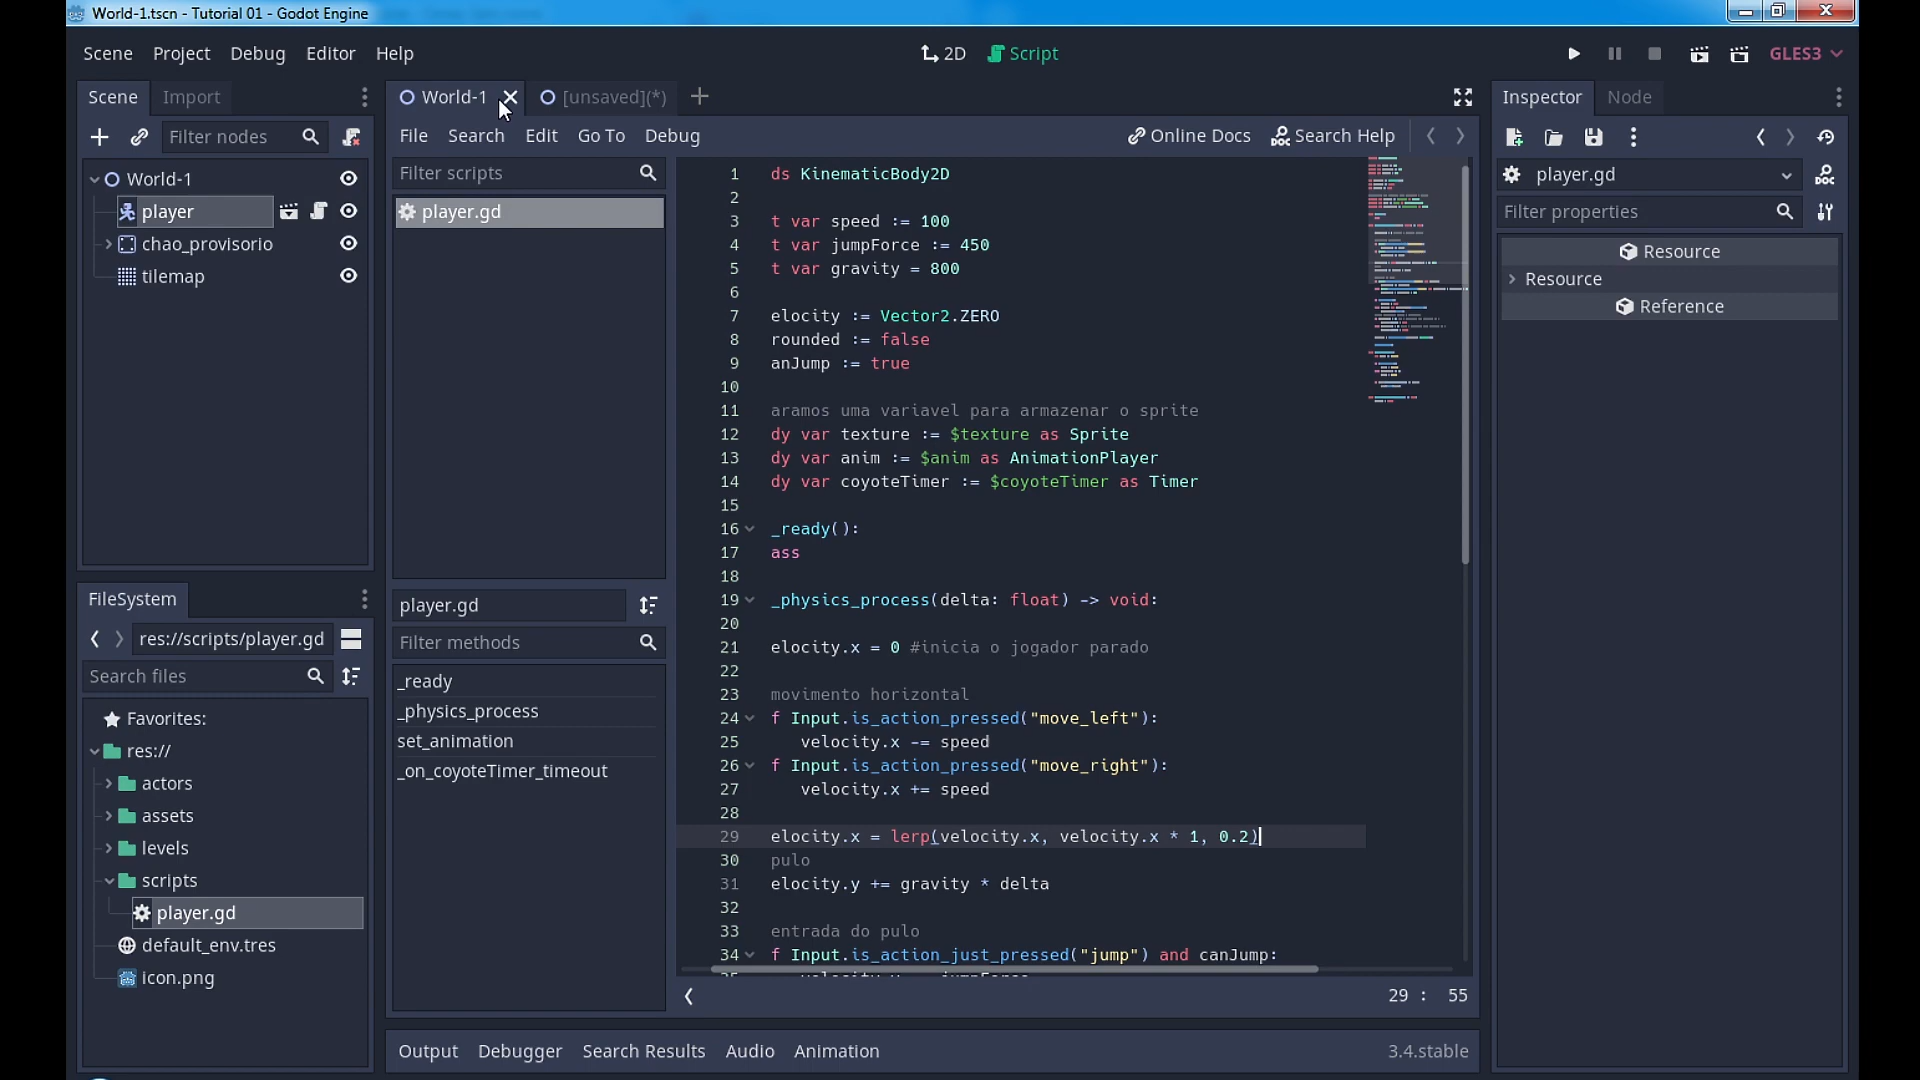 World-1.tscn - Tutorial 01 - Godot Engine
Scene Project Debug Editor Help
2D Script
GLES3
Scene Import
Filter nodes
World-1
player
chao_provisorio
tilemap
FileSystem
res://scripts/player.gd
Search files
Favorites:
res://
actors
assets
levels
scripts
player.gd
default_env.tres
icon.png
World-1 [unsaved](*)
File Search Edit Go To Debug
Online Docs Search Help
Filter scripts
player.gd
player.gd
Filter methods
_ready
_physics_process
set_animation
_on_coyoteTimer_timeout
1 ds KinematicBody2D
2
3 t var speed := 100
4 t var jumpForce := 450
5 t var gravity = 800
6
7 elocity := Vector2.ZERO
8 rounded := false
9 anJump := true
10
11 aramos uma variavel para armazenar o sprite
12 dy var texture := $texture as Sprite
13 dy var anim := $anim as AnimationPlayer
14 dy var coyoteTimer := $coyoteTimer as Timer
15
16 _ready():
17 ass
18
19 _physics_process(delta: float) -> void:
20
21 elocity.x = 0 #inicia o jogador parado
22
23 movimento horizontal
24 f Input.is_action_pressed("move_left"):
25 velocity.x -= speed
26 f Input.is_action_pressed("move_right"):
27 velocity.x += speed
28
29 elocity.x = lerp(velocity.x, velocity.x * 1, 0.2)
30 pulo
31 elocity.y += gravity * delta
32
33 entrada do pulo
34 f Input.is_action_just_pressed("jump") and canJump:
29 : 55
Output Debugger Search Results Audio Animation
3.4.stable
Inspector Node
player.gd
Filter properties
Resource
Resource
Reference